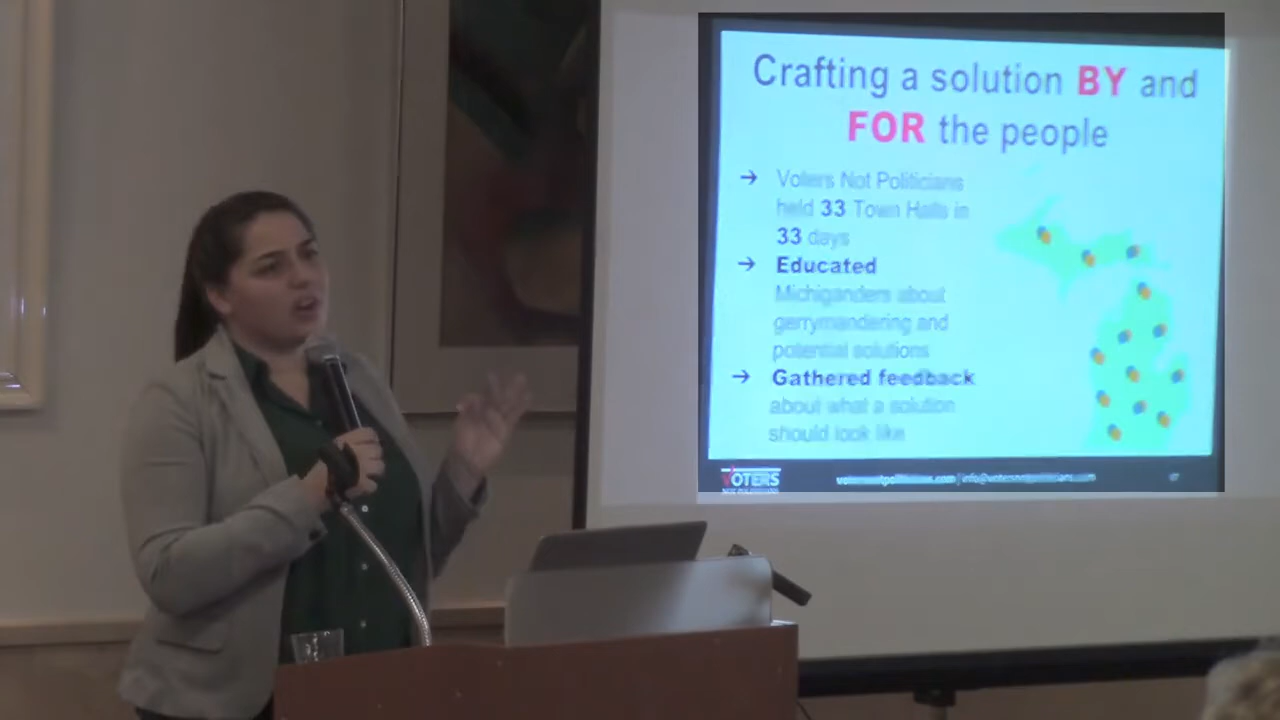 Crafting a solution BY and
FOR the people
→ Voters Not Politicians
held 33 Town Halls in
33 days
→ Educated
Michiganders about
gerrymandering and
potential solutions
→ Gathered feedback
about what a solution
should look like
VOTERS